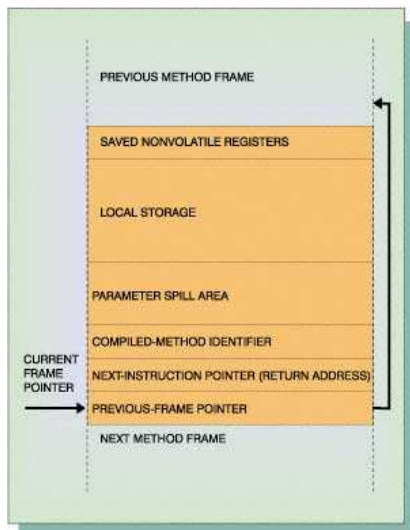 PREVIOUS METHOD FRAME
SAVED NONVOLATILE REGISTERS
LOCAL STORAGE
PARAMETER SPILL AREA
COMPILED-METHOD IDENTIFIER
CURRENT
FRAME
POINTER
NEXT-INSTRUCTION POINTER (RETURN ADDRESS)
PREVIOUS-FRAME POINTER
NEXT METHOD FRAME